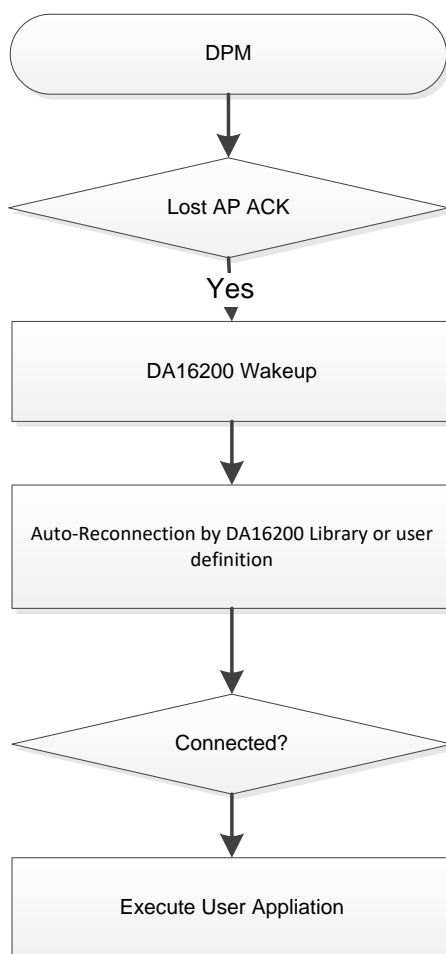 DPM
Lost AP ACK
Yes
DA16200 Wakeup
Auto-Reconnection by DA16200 Library or user
definition
Connected?
Execute User Appliation